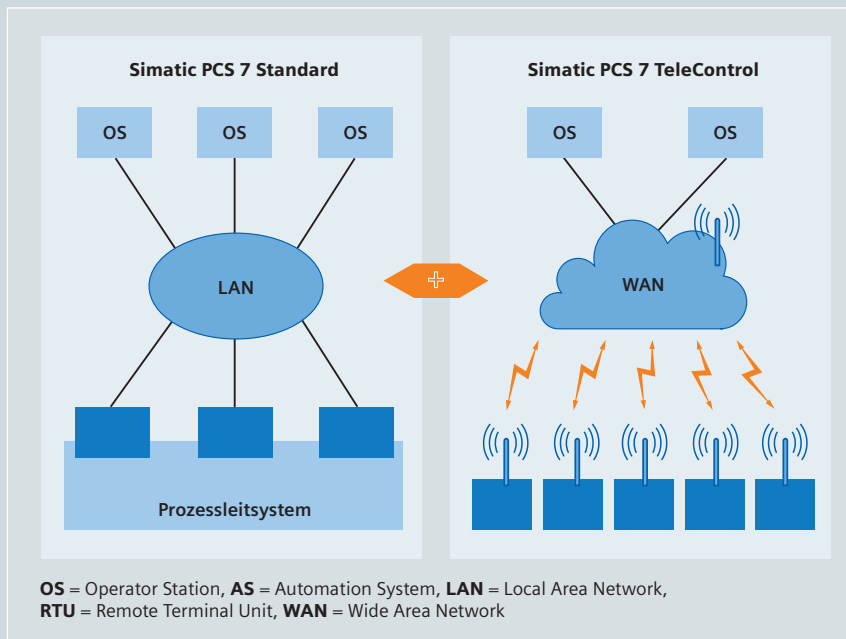 Simatic PCS 7 Standard
OS
OS
OS
LAN
Prozessleitsystem
Simatic PCS 7 TeleControl
OS
OS
WAN
OS = Operator Station, AS = Automation System, LAN = Local Area Network,
RTU = Remote Terminal Unit, WAN = Wide Area Network